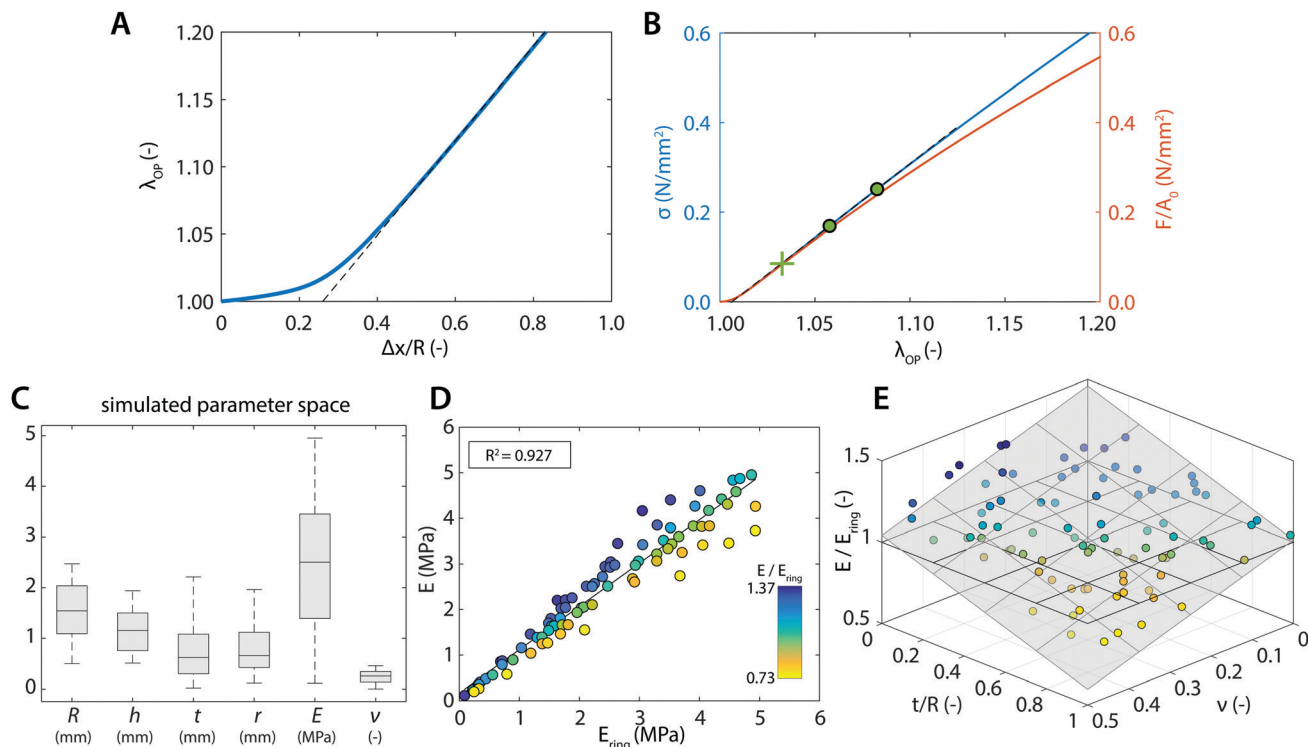 A
1.20
1.15
λOP (-)
1.10
1.05
1.00
0
0.2
0.4
0.6
0.8
1.0
Δx/R (-)
B
0.6
0.4
σ (N/mm²)
0.2
0.0
1.00
1.05
1.10
1.15
1.20
λOP (-)
0.6
0.4
F/A0 (N/mm²)
0.2
0.0
C
simulated parameter space
5
4
3
2
1
0
R h t r E ν
(mm) (mm) (mm) (mm) (MPa) (-)
D
6
5
4
E (MPa)
3
2
1
0
R² = 0.927
E / Ering
1.37
0.73
0 1 2 3 4 5 6
Ering (MPa)
E
1.5
E / Ering (-)
1
0.5
0
0.2
0.4
0.6
0.8
1
t/R (-)
0.5
0.4
0.3
0.2
0.1
0
ν (-)